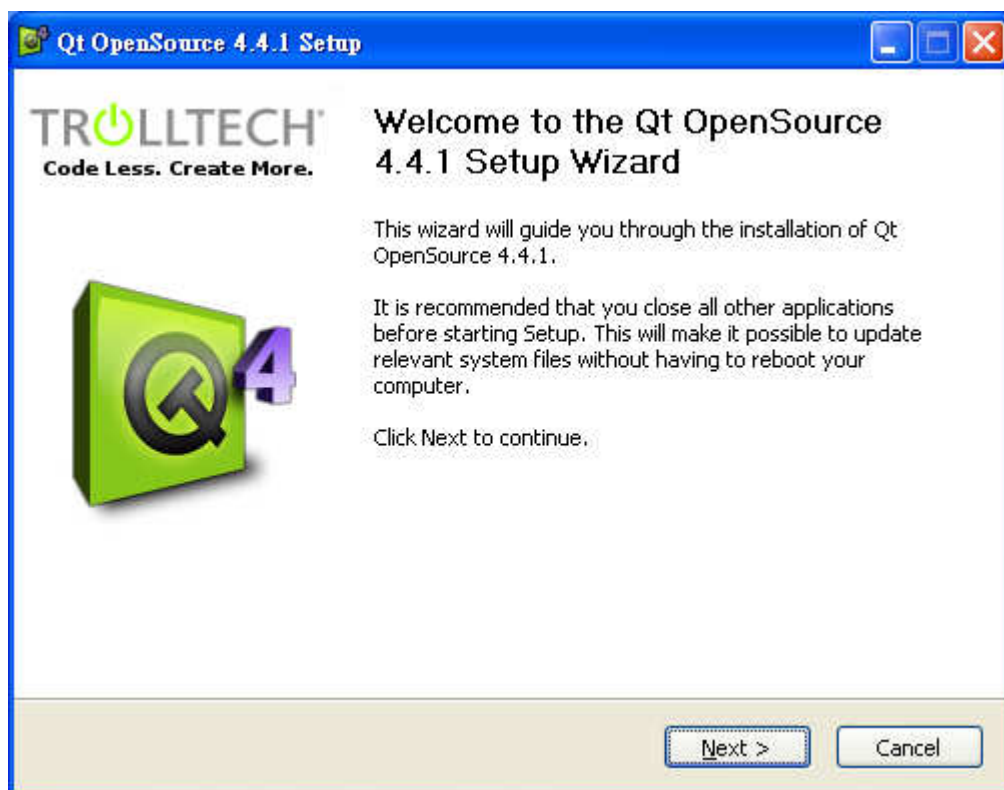 Qt OpenSource 4.4.1 Setup
TROLLTECH
Code Less. Create More.
Welcome to the Qt OpenSource
4.4.1 Setup Wizard
This wizard will guide you through the installation of Qt
OpenSource 4.4.1.
It is recommended that you close all other applications
before starting Setup. This will make it possible to update
relevant system files without having to reboot your
computer.
Click Next to continue.
Q 4
Next >
Cancel